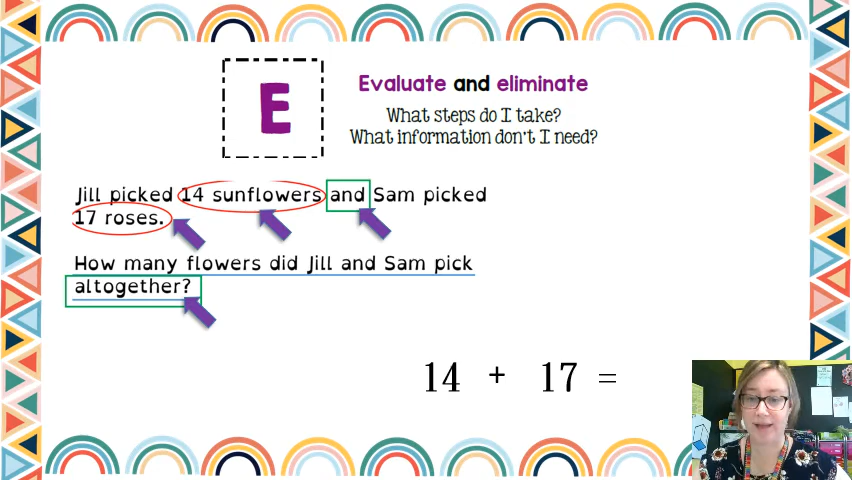 E
Evaluate and eliminate
What steps do I take?
What information don't I need?
Jill picked 14 sunflowers and Sam picked
17 roses.
How many flowers did Jill and Sam pick
altogether?
14 + 17 =